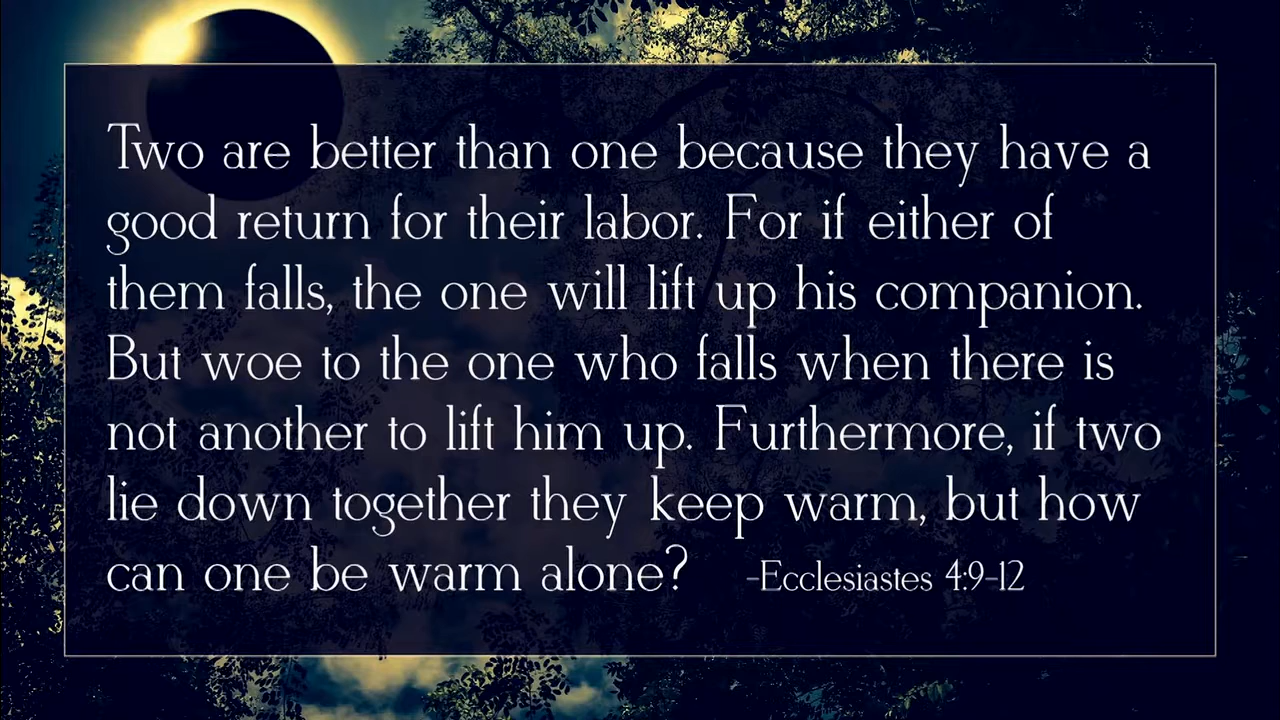 Two are better than one because they have a
good return for their labor. For if either of
them falls, the one will lift up his companion.
But woe to the one who falls when there is
not another to lift him up. Furthermore, if two
lie down together they keep warm, but how
can one be warm alone? -Ecclesiastes 4:9-12